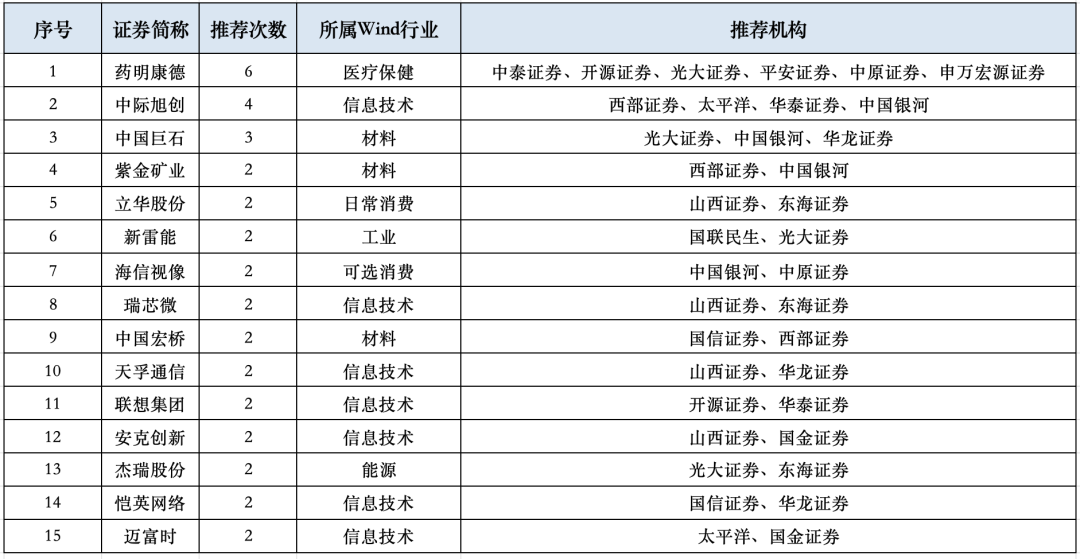 序号 证券简称 推荐次数 所属Wind行业 推荐机构
1 药明康德 6 医疗保健 中泰证券、开源证券、光大证券、平安证券、中原证券、申万宏源证券
2 中际旭创 4 信息技术 西部证券、太平洋、华泰证券、中国银河
3 中国巨石 3 材料 光大证券、中国银河、华龙证券
4 紫金矿业 2 材料 西部证券、中国银河
5 立华股份 2 日常消费 山西证券、东海证券
6 新雷能 2 工业 国联民生、光大证券
7 海信视像 2 可选消费 中国银河、中原证券
8 瑞芯微 2 信息技术 山西证券、东海证券
9 中国宏桥 2 材料 国信证券、西部证券
10 天孚通信 2 信息技术 山西证券、华龙证券
11 联想集团 2 信息技术 开源证券、华泰证券
12 安克创新 2 信息技术 山西证券、国金证券
13 杰瑞股份 2 能源 光大证券、东海证券
14 恺英网络 2 信息技术 国信证券、华龙证券
15 迈富时 2 信息技术 太平洋、国金证券